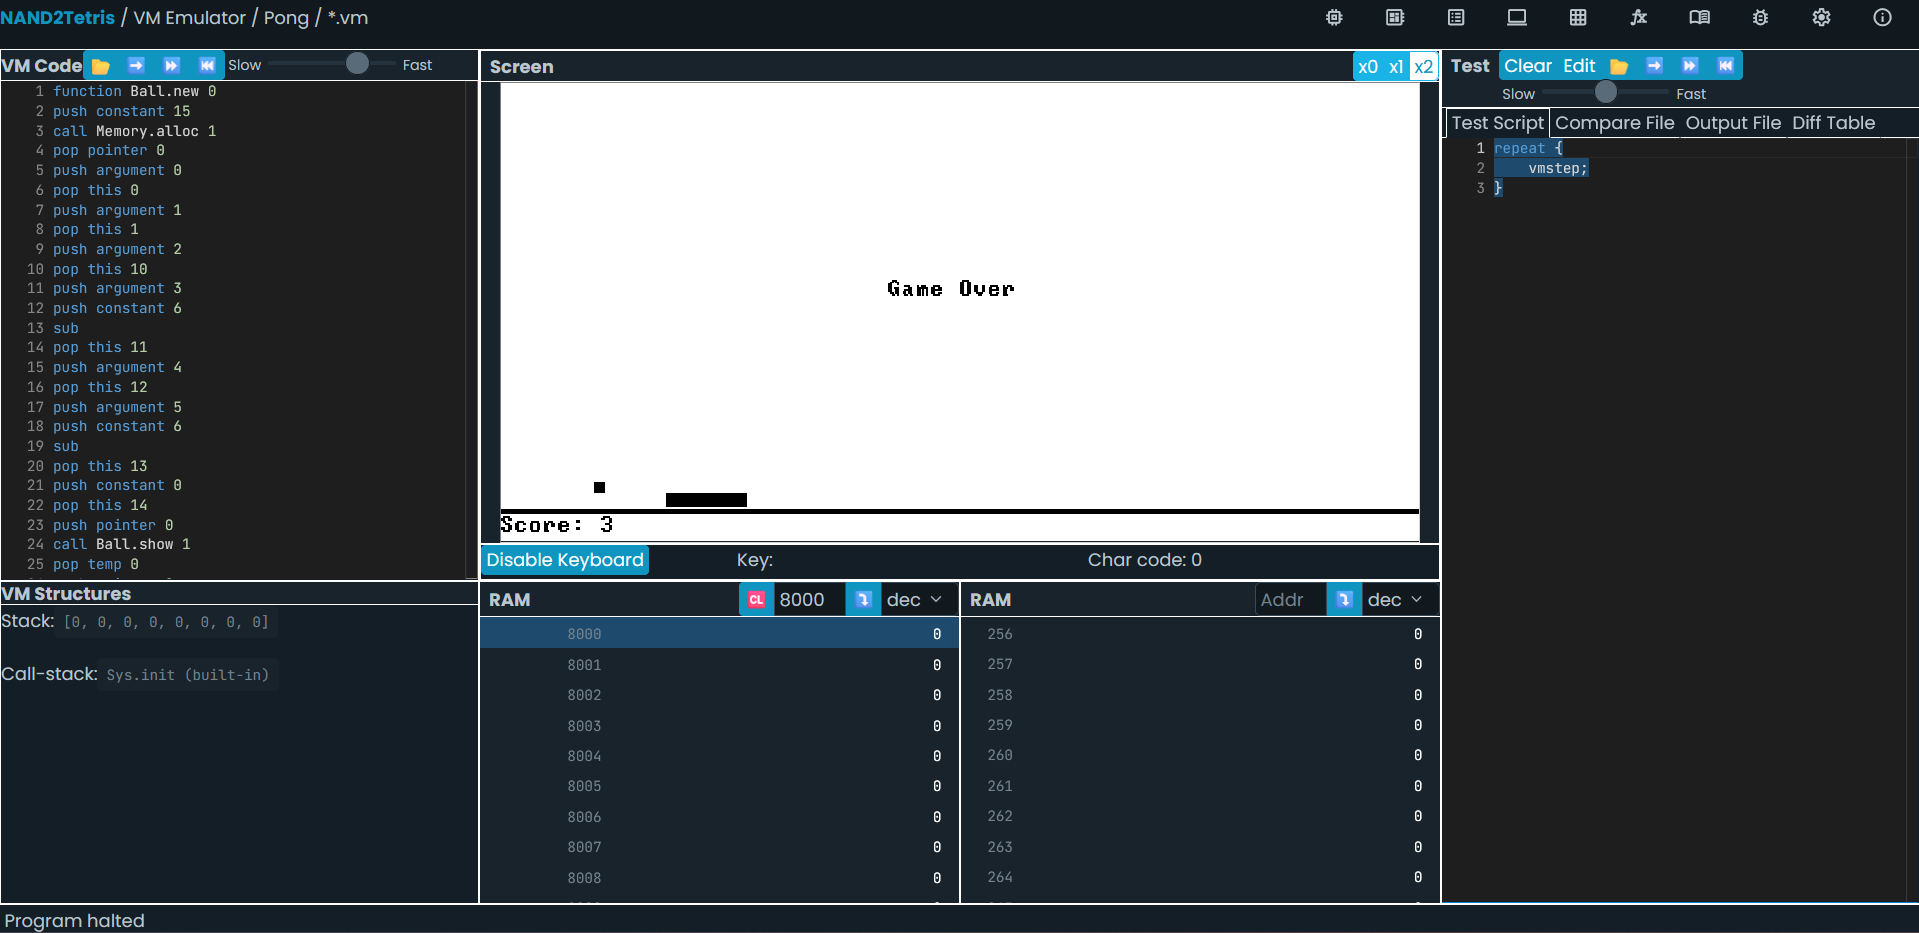 NAND2Tetris / VM Emulator / Pong / *.vm
VM Code Slow Fast
1 function Ball.new 0
2 push constant 15
3 call Memory.alloc 1
4 pop pointer 0
5 push argument 0
6 pop this 0
7 push argument 1
8 pop this 1
9 push argument 2
10 pop this 10
11 push argument 3
12 push constant 6
13 sub
14 pop this 11
15 push argument 4
16 pop this 12
17 push argument 5
18 push constant 6
19 sub
20 pop this 13
21 push constant 0
22 pop this 14
23 push pointer 0
24 call Ball.show 1
25 pop temp 0
VM Structures
Stack: [0, 0, 0, 0, 0, 0, 0, 0]
Call-stack: Sys.init (built-in)
Screen x0 x1 x2
Game Over
Score: 3
Disable Keyboard Key: Char code: 0
RAM CL 8000 dec
8000 0
8001 0
8002 0
8003 0
8004 0
8005 0
8006 0
8007 0
8008 0
RAM Addr dec
256 0
257 0
258 0
259 0
260 0
261 0
262 0
263 0
264 0
Test Clear Edit
Slow Fast
Test Script Compare File Output File Diff Table
1 repeat {
2 vmstep;
3 }
Program halted